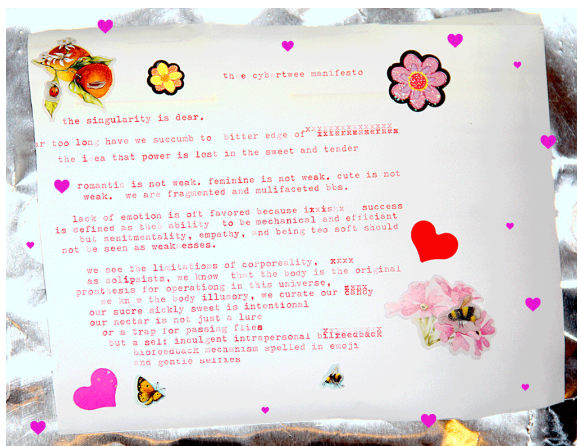 the cybertwee manifesto
the singularity is dear.
ar too long have we succumb to bitter edge of
the idea that power is lost in the sweet and tender
romantic is not weak. feminine is not weak. cute is not
weak. we are fragmented and mulifaceted bbs.
lack of emotion is oft favored because success
is defined as the ability to be mechanical and efficient
but senitmentality, empathy, and being too soft should
not be seen as weaknesses.
we see the limitations of corporeality, xxxx
as solipsists, we know that the body is the original
prosthesis for operationg in this universe,
we know the body illusory, we curate our candy
our sucre sickly sweet is intentional
our nectar is not just a lure
or a trap for passing flies
but a self indulgent intrapersonal
biofeedback mechanism spelled in emoji
and gentle selfies